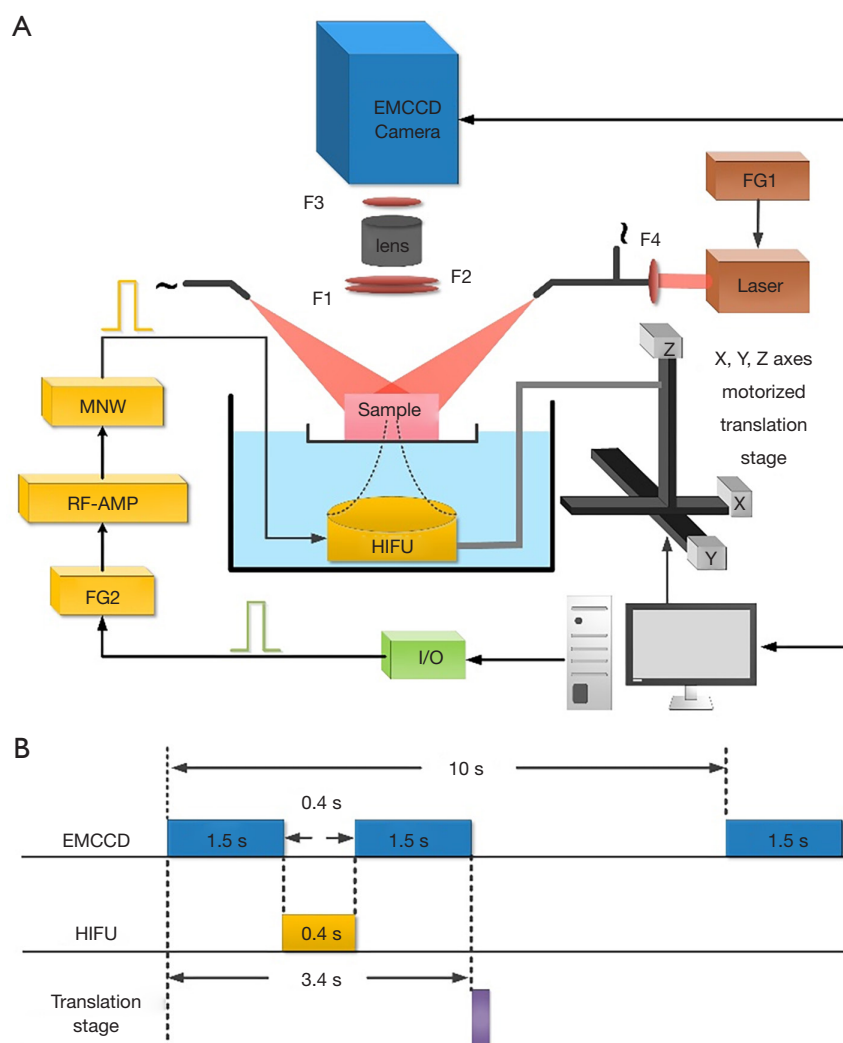 A
EMCCD
Camera
FG1
F3
lens
F4
F2
F1
Laser
Z
X, Y, Z axes
motorized
translation
stage
MNW
Sample
RF-AMP
HIFU
X
Y
FG2
I/O
B
10 s
0.4 s
EMCCD
1.5 s
1.5 s
1.5 s
HIFU
0.4 s
3.4 s
Translation
stage